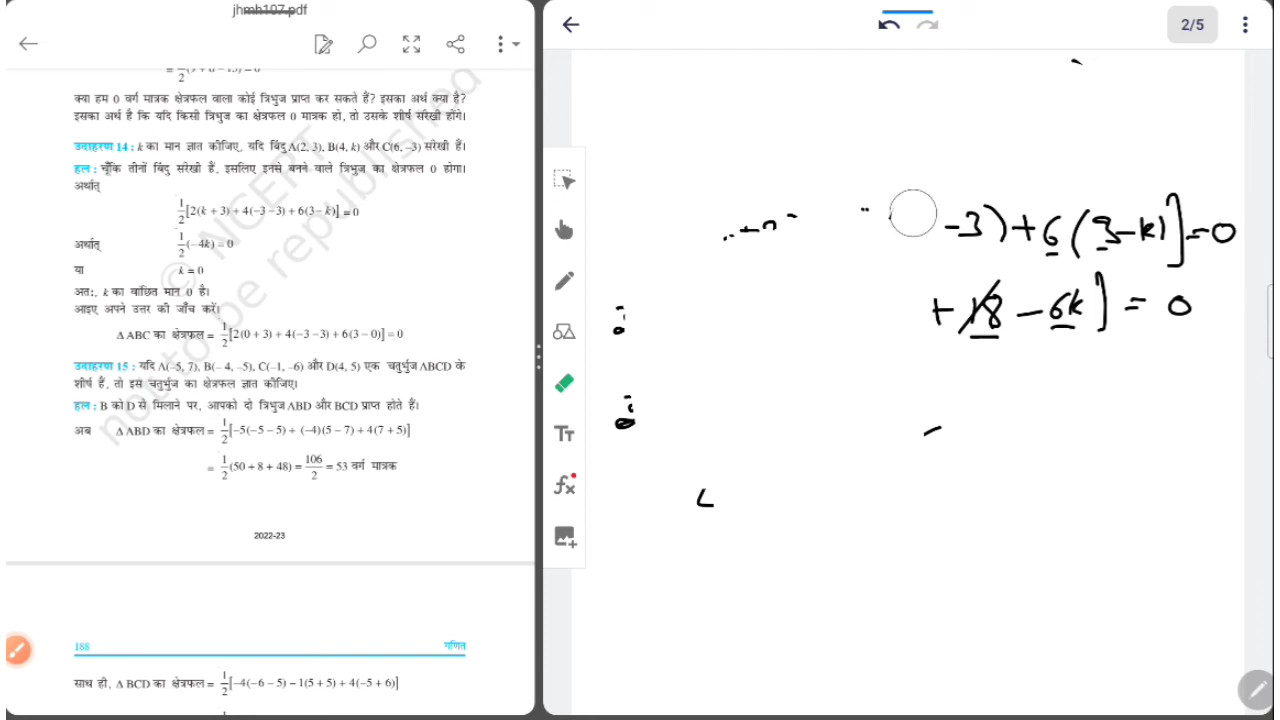 jhmh107.pdf
2/5
क्या हम 0 वर्ग मात्रक क्षेत्रफल वाला कोई त्रिभुज प्राप्त कर सकते हैं? इसका अर्थ क्या है?
इसका अर्थ है कि यदि किसी त्रिभुज का क्षेत्रफल 0 मात्रक हो, तो उसके शीर्ष संरेखी होंगे।
उदाहरण 14 : k का मान ज्ञात कीजिए, यदि बिंदु A(2, 3), B(4, k) और C(6, –3) संरेखी हैं।
हल : चूँकि तीनों बिंदु संरेखी हैं, इसलिए इनसे बनने वाले त्रिभुज का क्षेत्रफल 0 होगा।
अर्थात्
1/2[2(k + 3) + 4(–3 –3) + 6(3 – k)] = 0
अर्थात् 1/2(–4k) = 0
या k = 0
अत:, k का वांछित मान 0 है।
आइए अपने उत्तर की जाँच करें।
Δ ABC का क्षेत्रफल = 1/2[2(0 + 3) + 4(–3 – 3) + 6(3 – 0)] = 0
उदाहरण 15 : यदि A(–5, 7), B(– 4, –5), C(–1, –6) और D(4, 5) एक चतुर्भुज ABCD के
शीर्ष हैं, तो इस चतुर्भुज का क्षेत्रफल ज्ञात कीजिए।
हल : B को D से मिलाने पर, आपको दो त्रिभुज ABD और BCD प्राप्त होते हैं।
अब Δ ABD का क्षेत्रफल = 1/2[–5(–5 – 5) + (–4)(5 – 7) + 4(7 + 5)]
= 1/2(50 + 8 + 48) = 106/2 = 53 वर्ग मात्रक
2022-23
188 गणित
साथ ही, Δ BCD का क्षेत्रफल = 1/2[–4(–6 – 5) – 1(5 + 5) + 4(–5 + 6)]
© NCERT
not to be republished
-3) + 6 (3 - k)] = 0
+ 18 - 6k] = 0
Tт
fx